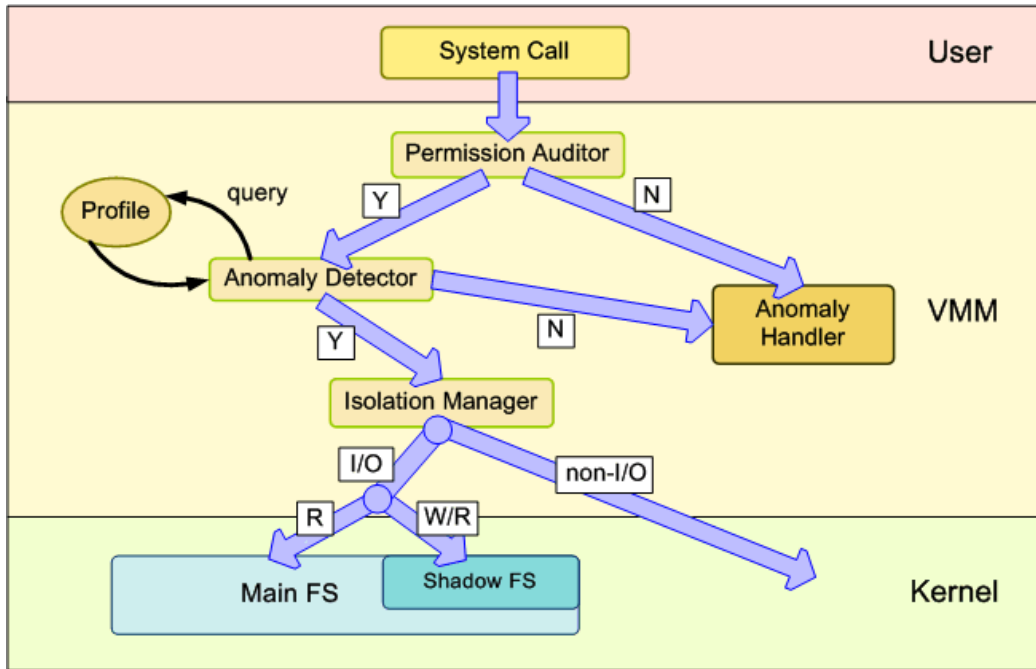 System Call
User
Permission Auditor
Y
N
query
Profile
Anomaly Detector
Anomaly
Handler
VMM
N
Y
Isolation Manager
I/O
non-I/O
R
W/R
Main FS
Shadow FS
Kernel